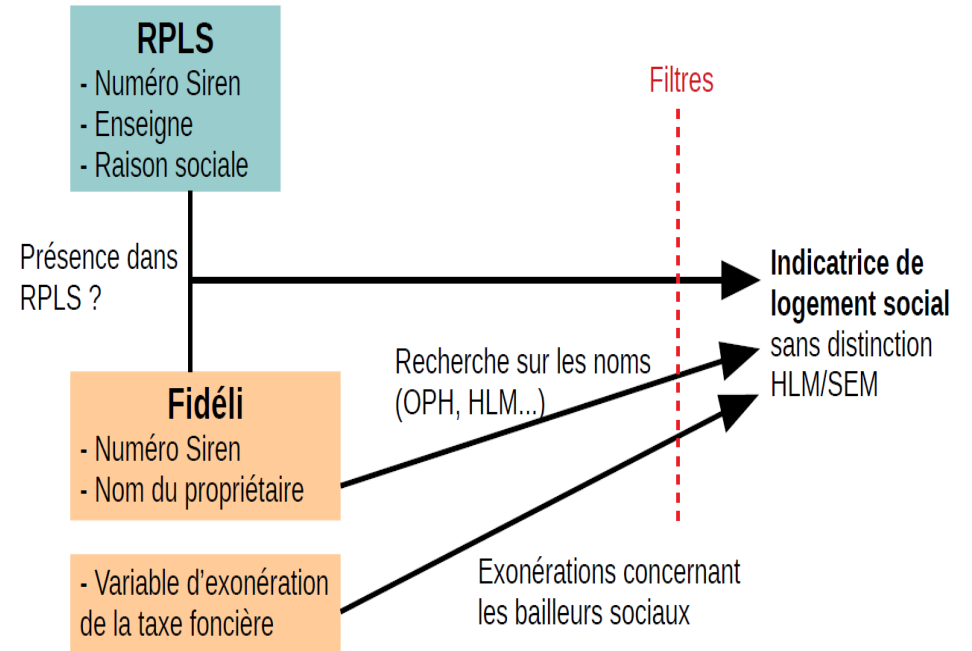 RPLS
- Numéro Siren
- Enseigne
- Raison sociale
Filtres
Présence dans
RPLS ?
Indicatrice de
logement social
sans distinction
HLM/SEM
Recherche sur les noms
(OPH, HLM...)
Fidéli
- Numéro Siren
- Nom du propriétaire
- Variable d’exonération
de la taxe foncière
Exonérations concernant
les bailleurs sociaux